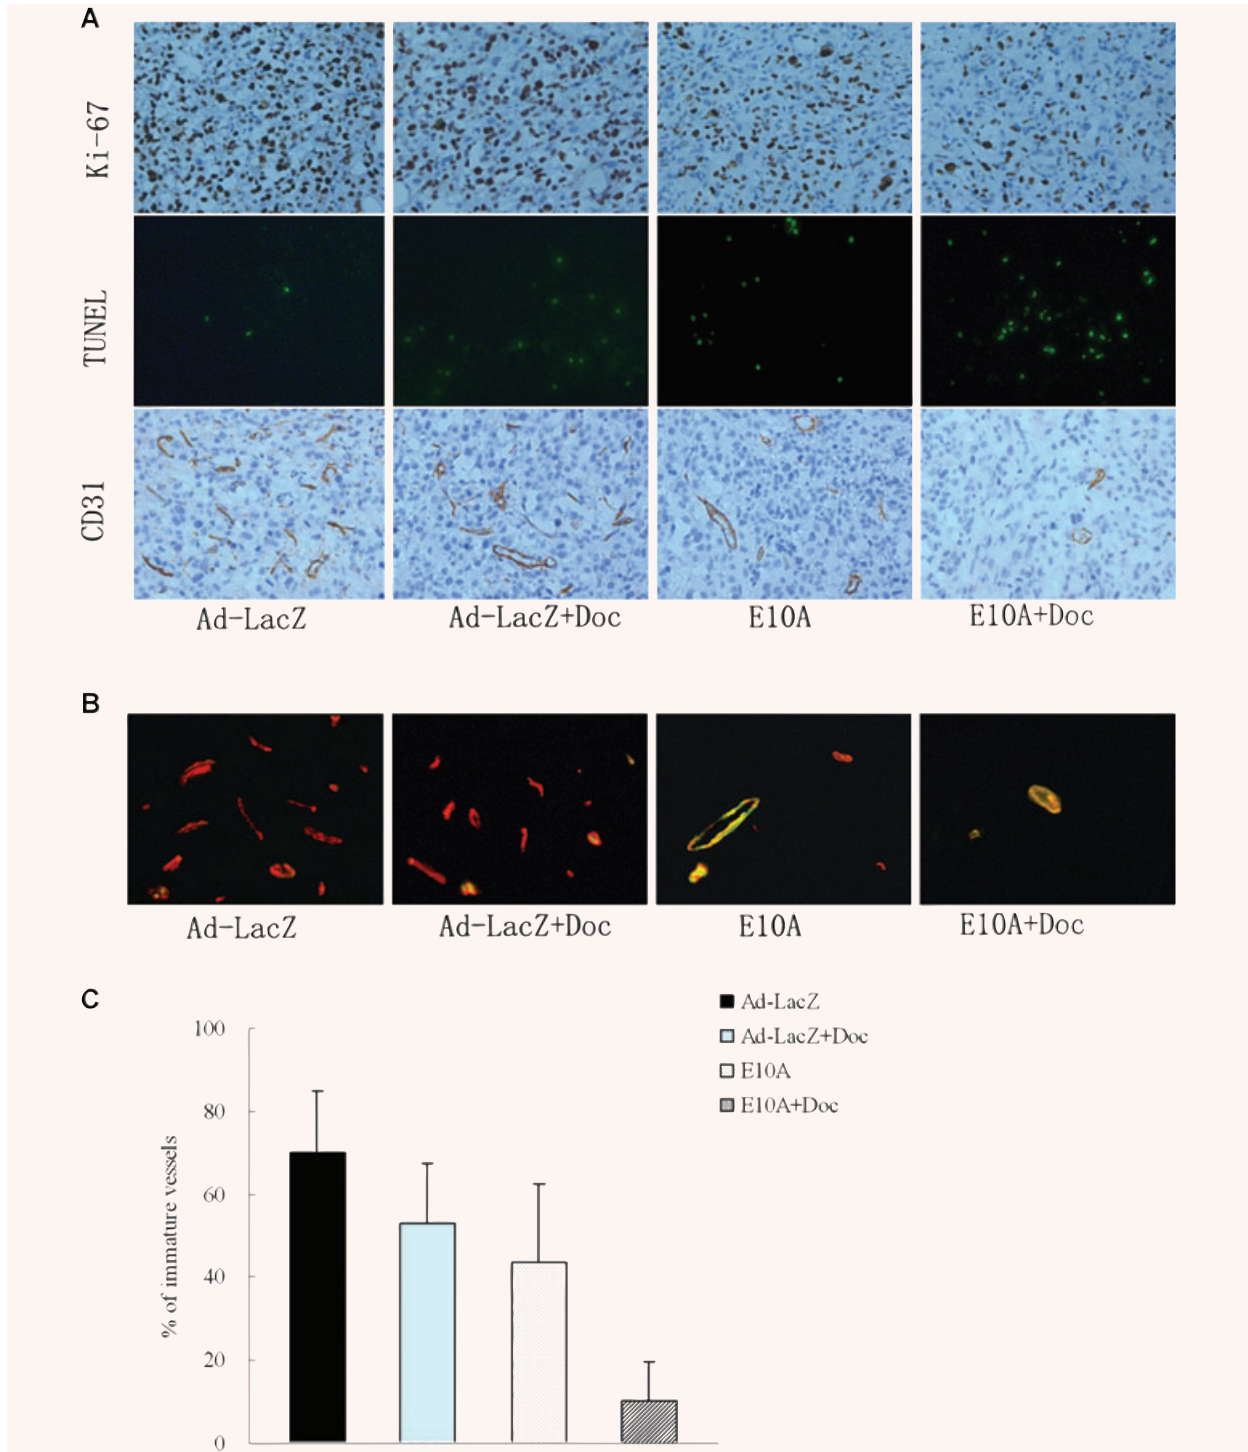 A
Ki-67
TUNEL
CD31
Ad-LacZ Ad-LacZ+Doc E10A E10A+Doc
B
Ad-LacZ Ad-LacZ+Doc E10A E10A+Doc
C
Ad-LacZ
Ad-LacZ+Doc
E10A
E10A+Doc
% of immature vessels
100
80
60
40
20
0